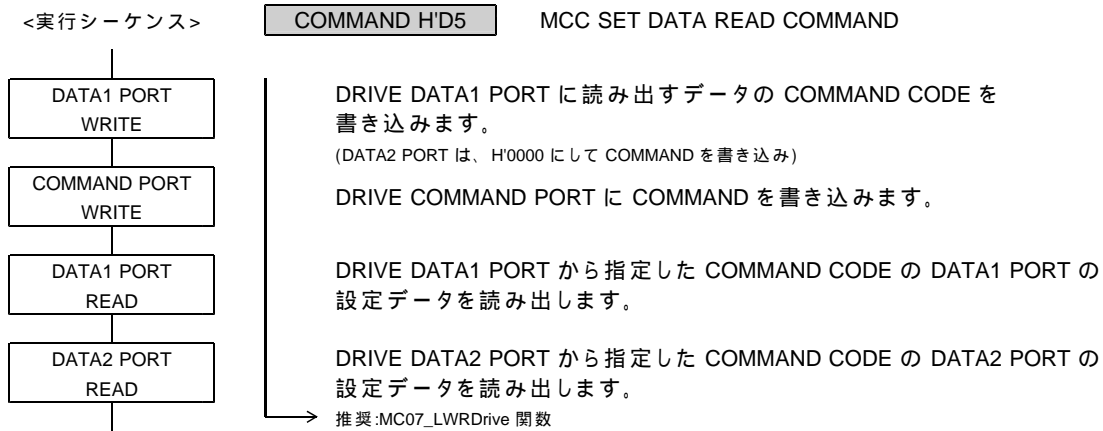 <実行シーケンス> COMMAND H'D5 MCC SET DATA READ COMMAND
DATA1 PORT
WRITE
DRIVE DATA1 PORT に読み出すデータの COMMAND CODE を
書き込みます。
(DATA2 PORT は、H'0000 にして COMMAND を書き込み)
COMMAND PORT
WRITE
DRIVE COMMAND PORT に COMMAND を書き込みます。
DATA1 PORT
READ
DRIVE DATA1 PORT から指定した COMMAND CODE の DATA1 PORT の
設定データを読み出します。
DATA2 PORT
READ
DRIVE DATA2 PORT から指定した COMMAND CODE の DATA2 PORT の
設定データを読み出します。
推奨:MC07_LWRDrive 関数